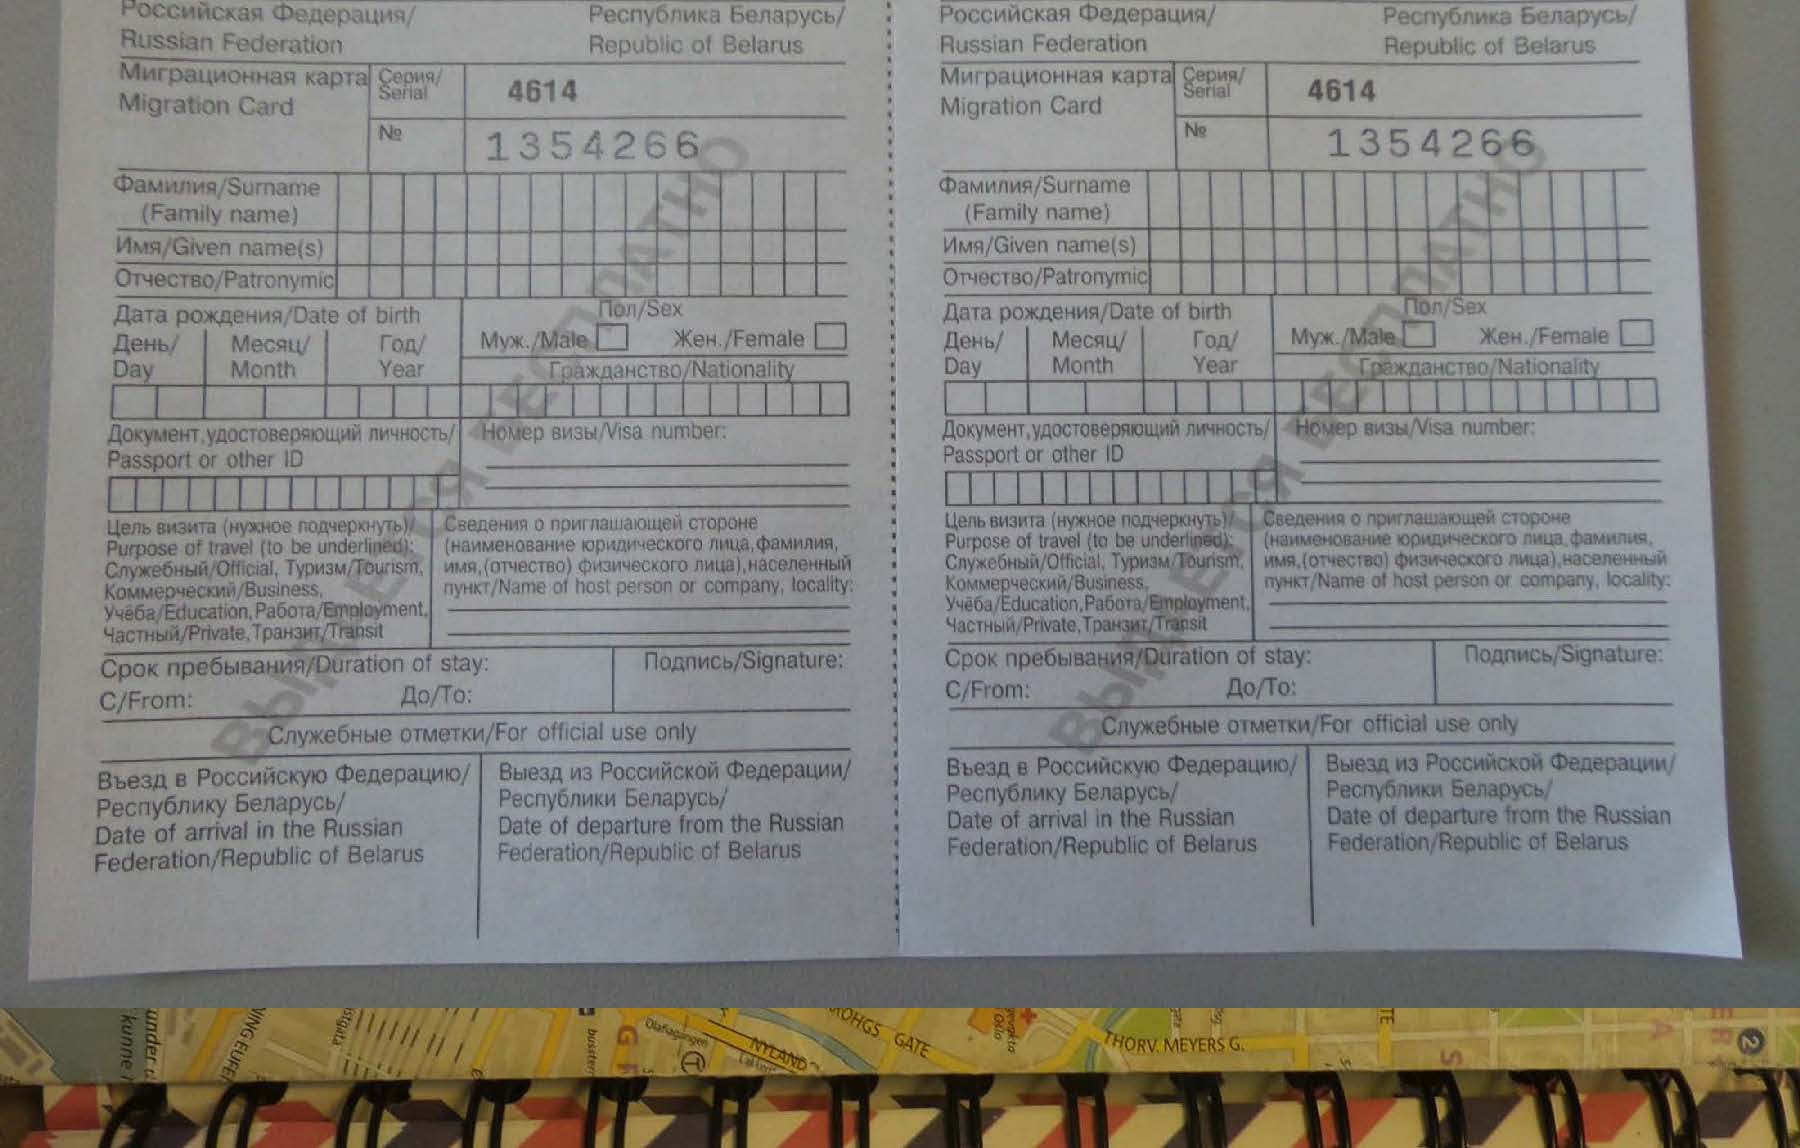 Российская Федерация/ Республика Беларусь/
Russian Federation Republic of Belarus
Миграционная карта Серия/ 4614
Migration Card Serial
№ 1354266
Фамилия/Surname
(Family name)
Имя/Given name(s)
Отчество/Patronymic
Дата рождения/Date of birth Пол/Sex
День/ Месяц/ Год/ Муж./Male Жен./Female
Day Month Year Гражданство/Nationality
Документ,удостоверяющий личность/ Номер визы/Visa number:
Passport or other ID
Цель визита (нужное подчеркнуть)/ Сведения о приглашающей стороне
Purpose of travel (to be underlined): (наименование юридического лица,фамилия,
Служебный/Official, Туризм/Tourism, имя,(отчество) физического лица),населенный
Коммерческий/Business, пункт/Name of host person or company, locality:
Учёба/Education,Работа/Employment,
Частный/Private,Транзит/Transit
Срок пребывания/Duration of stay: Подпись/Signature:
С/From: До/To:
Служебные отметки/For official use only
Въезд в Российскую Федерацию/ Выезд из Российской Федерации/
Республику Беларусь/ Республики Беларусь/
Date of arrival in the Russian Date of departure from the Russian
Federation/Republic of Belarus Federation/Republic of Belarus
ВЫДАЕТСЯ БЕСПЛАТНО
Российская Федерация/ Республика Беларусь/
Russian Federation Republic of Belarus
Миграционная карта Серия/ 4614
Migration Card Serial
№ 1354266
Фамилия/Surname
(Family name)
Имя/Given name(s)
Отчество/Patronymic
Дата рождения/Date of birth Пол/Sex
День/ Месяц/ Год/ Муж./Male Жен./Female
Day Month Year Гражданство/Nationality
Документ,удостоверяющий личность/ Номер визы/Visa number:
Passport or other ID
Цель визита (нужное подчеркнуть)/ Сведения о приглашающей стороне
Purpose of travel (to be underlined): (наименование юридического лица,фамилия,
Служебный/Official, Туризм/Tourism, имя,(отчество) физического лица),населенный
Коммерческий/Business, пункт/Name of host person or company, locality:
Учёба/Education,Работа/Employment,
Частный/Private,Транзит/Transit
Срок пребывания/Duration of stay: Подпись/Signature:
С/From: До/To:
Служебные отметки/For official use only
Въезд в Российскую Федерацию/ Выезд из Российской Федерации/
Республику Беларусь/ Республики Беларусь/
Date of arrival in the Russian Date of departure from the Russian
Federation/Republic of Belarus Federation/Republic of Belarus
ВЫДАЕТСЯ БЕСПЛАТНО
Olafiagangen
NYLAND
GATE
Oslo
THORV. MEYERS G.
2